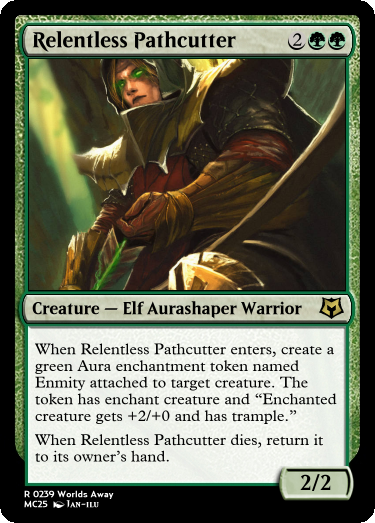 Relentless Pathcutter 2
Creature — Elf Aurashaper Warrior
When Relentless Pathcutter enters, create a
green Aura enchantment token named
Enmity attached to target creature. The
token has enchant creature and “Enchanted
creature gets +2/+0 and has trample.”
When Relentless Pathcutter dies, return it
to its owner's hand.
2/2
R 0239 Worlds Away
MC25 Ian-Llu